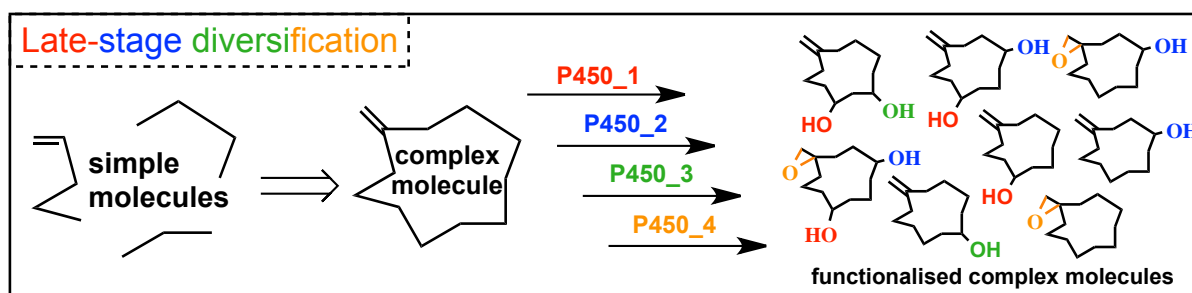 Late-stage diversification
simple
molecules
complex
molecule
P450_1
P450_2
P450_3
P450_4
HO
OH
OH
HO
O
OH
O
OH
HO
OH
HO
OH
O
functionalised complex molecules